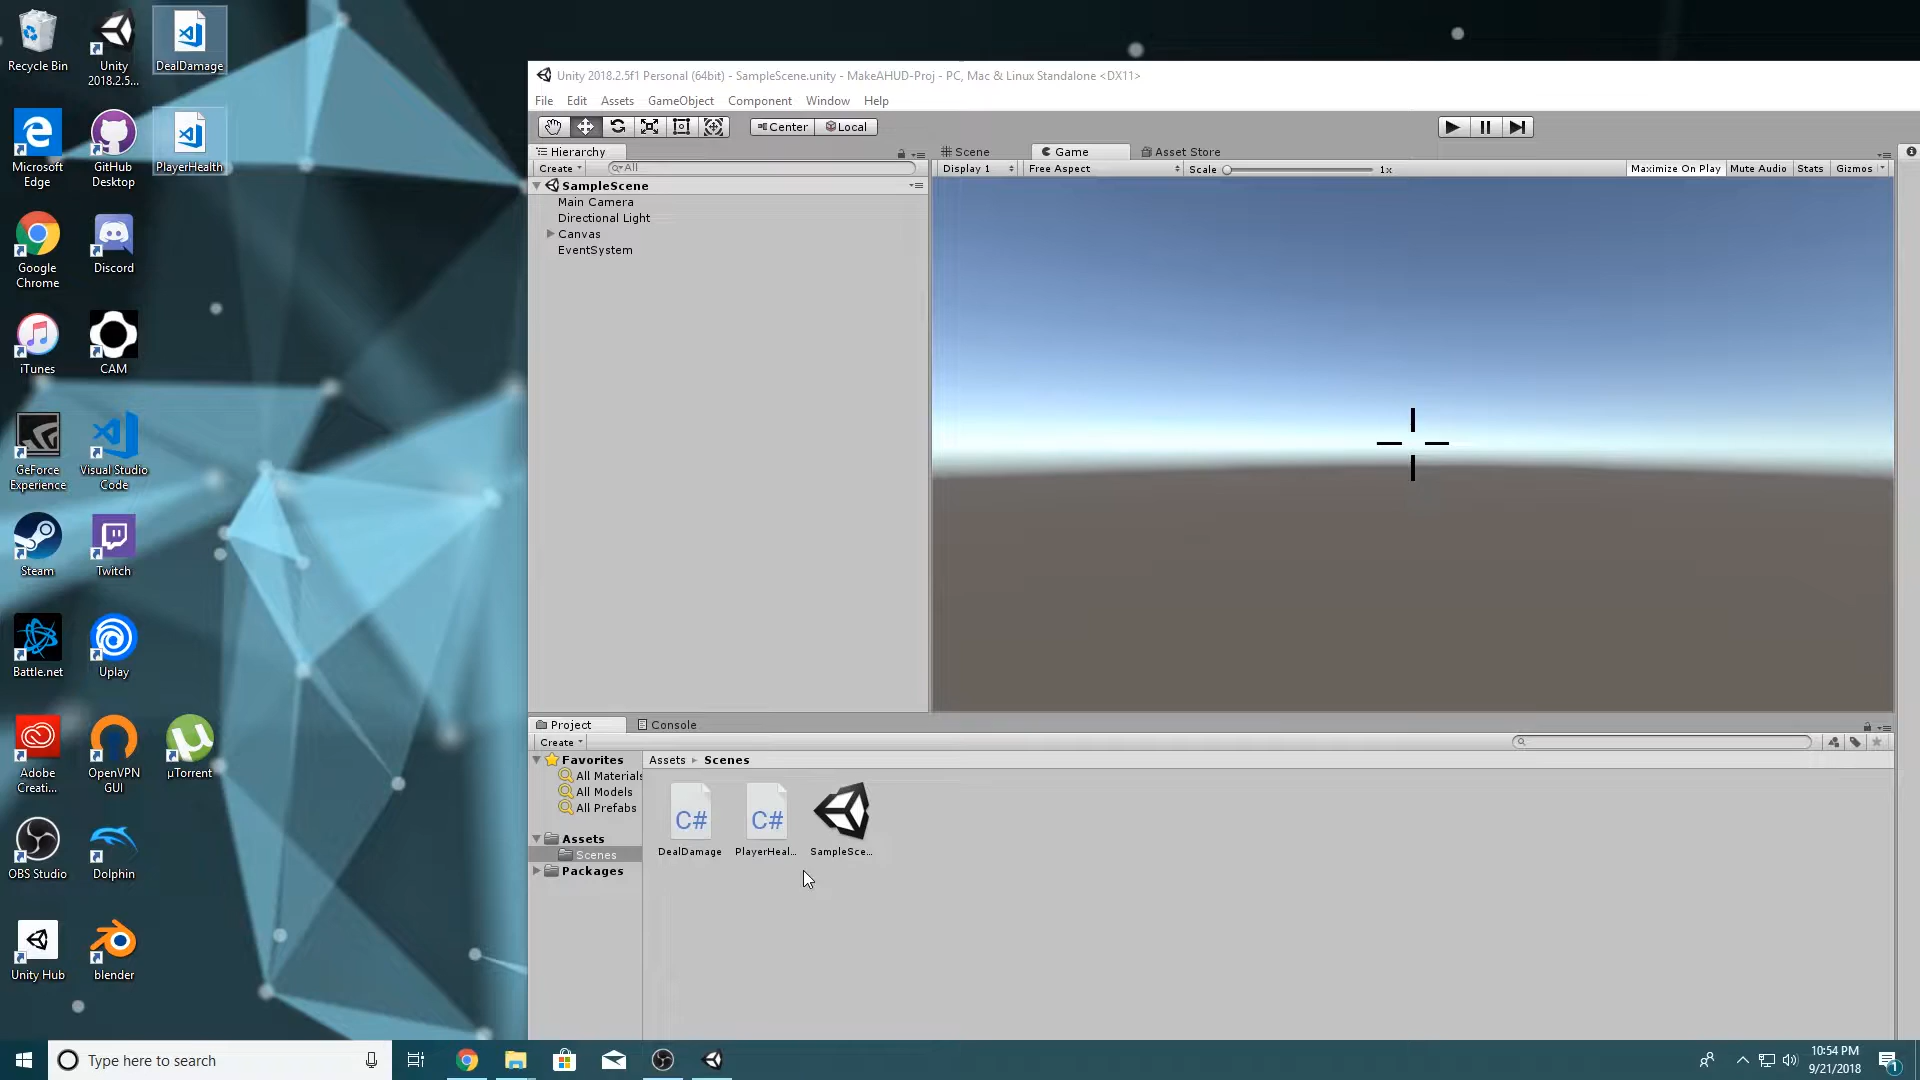 Recycle Bin
Unity
2018.2.5...
DealDamage
Microsoft
Edge
GitHub
Desktop
PlayerHealth
Google
Chrome
Discord
iTunes
CAM
GeForce
Experience
Visual Studio
Code
Steam
Twitch
Battle.net
Uplay
Adobe
Creati...
OpenVPN
GUI
µTorrent
OBS Studio
Dolphin
Unity Hub
blender
Unity 2018.2.5f1 Personal (64bit) - SampleScene.unity - MakeAHUD-Proj - PC, Mac & Linux Standalone <DX11>
File Edit Assets GameObject Component Window Help
Center Local
Hierarchy
Create All
SampleScene
Main Camera
Directional Light
Canvas
EventSystem
Scene Game Asset Store
Display 1 Free Aspect Scale 1x Maximize On Play Mute Audio Stats Gizmos
Project Console
Create
Favorites
All Materials
All Models
All Prefabs
Assets
Scenes
Packages
Assets Scenes
C# C#
DealDamage PlayerHeal... SampleSce...
Type here to search
10:54 PM
9/21/2018
1